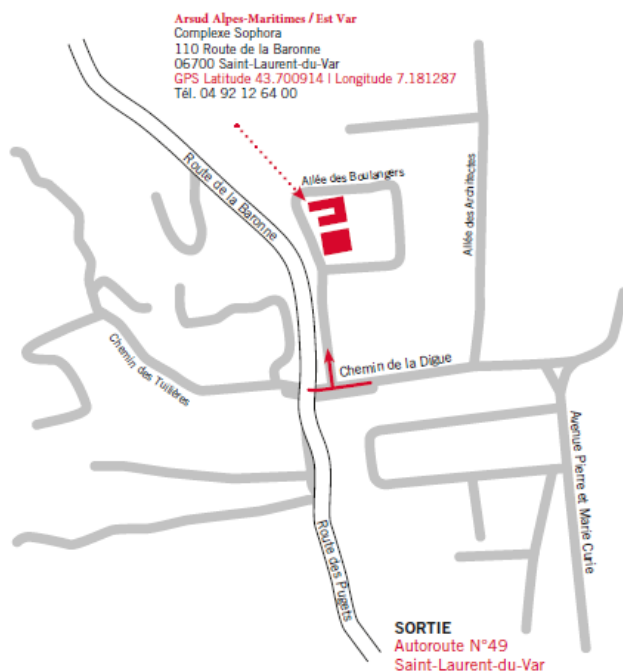 Arsud Alpes-Maritimes / Est Var
Complexe Sophora
110 Route de la Baronne
06700 Saint-Laurent-du-Var
GPS Latitude 43.700914 I Longitude 7.181287
Tél. 04 92 12 64 00
Route de la Baronne
Allée des Boulangers
Allée des Architectes
Chemin des Tuilières
Chemin de la Digue
Avenue Pierre et Marie Curie
Route des Pugets
SORTIE
Autoroute N°49
Saint-Laurent-du-Var